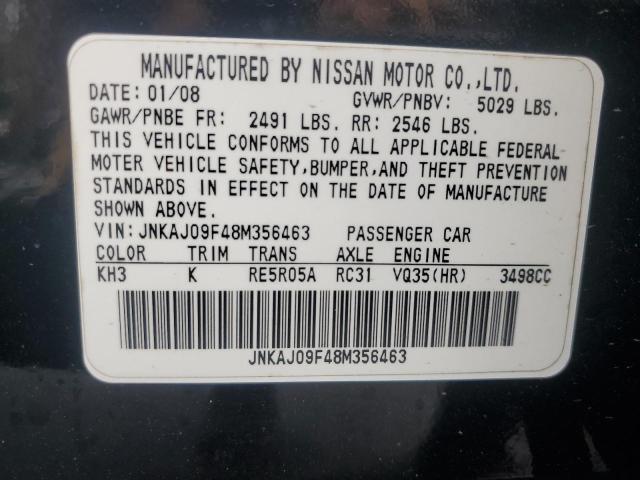 MANUFACTURED BY NISSAN MOTOR CO.,LTD.
DATE: 01/08 GVWR/PNBV: 5029 LBS.
GAWR/PNBE FR: 2491 LBS. RR: 2546 LBS.
THIS VEHICLE CONFORMS TO ALL APPLICABLE FEDERAL
MOTER VEHICLE SAFETY,BUMPER,AND THEFT PREVENTION
STANDARDS IN EFFECT ON THE DATE OF MANUFACTURE
SHOWN ABOVE.
VIN: JNKAJ09F48M356463 PASSENGER CAR
COLOR TRIM TRANS AXLE ENGINE
KH3 K RE5R05A RC31 VQ35(HR) 3498CC
JNKAJ09F48M356463